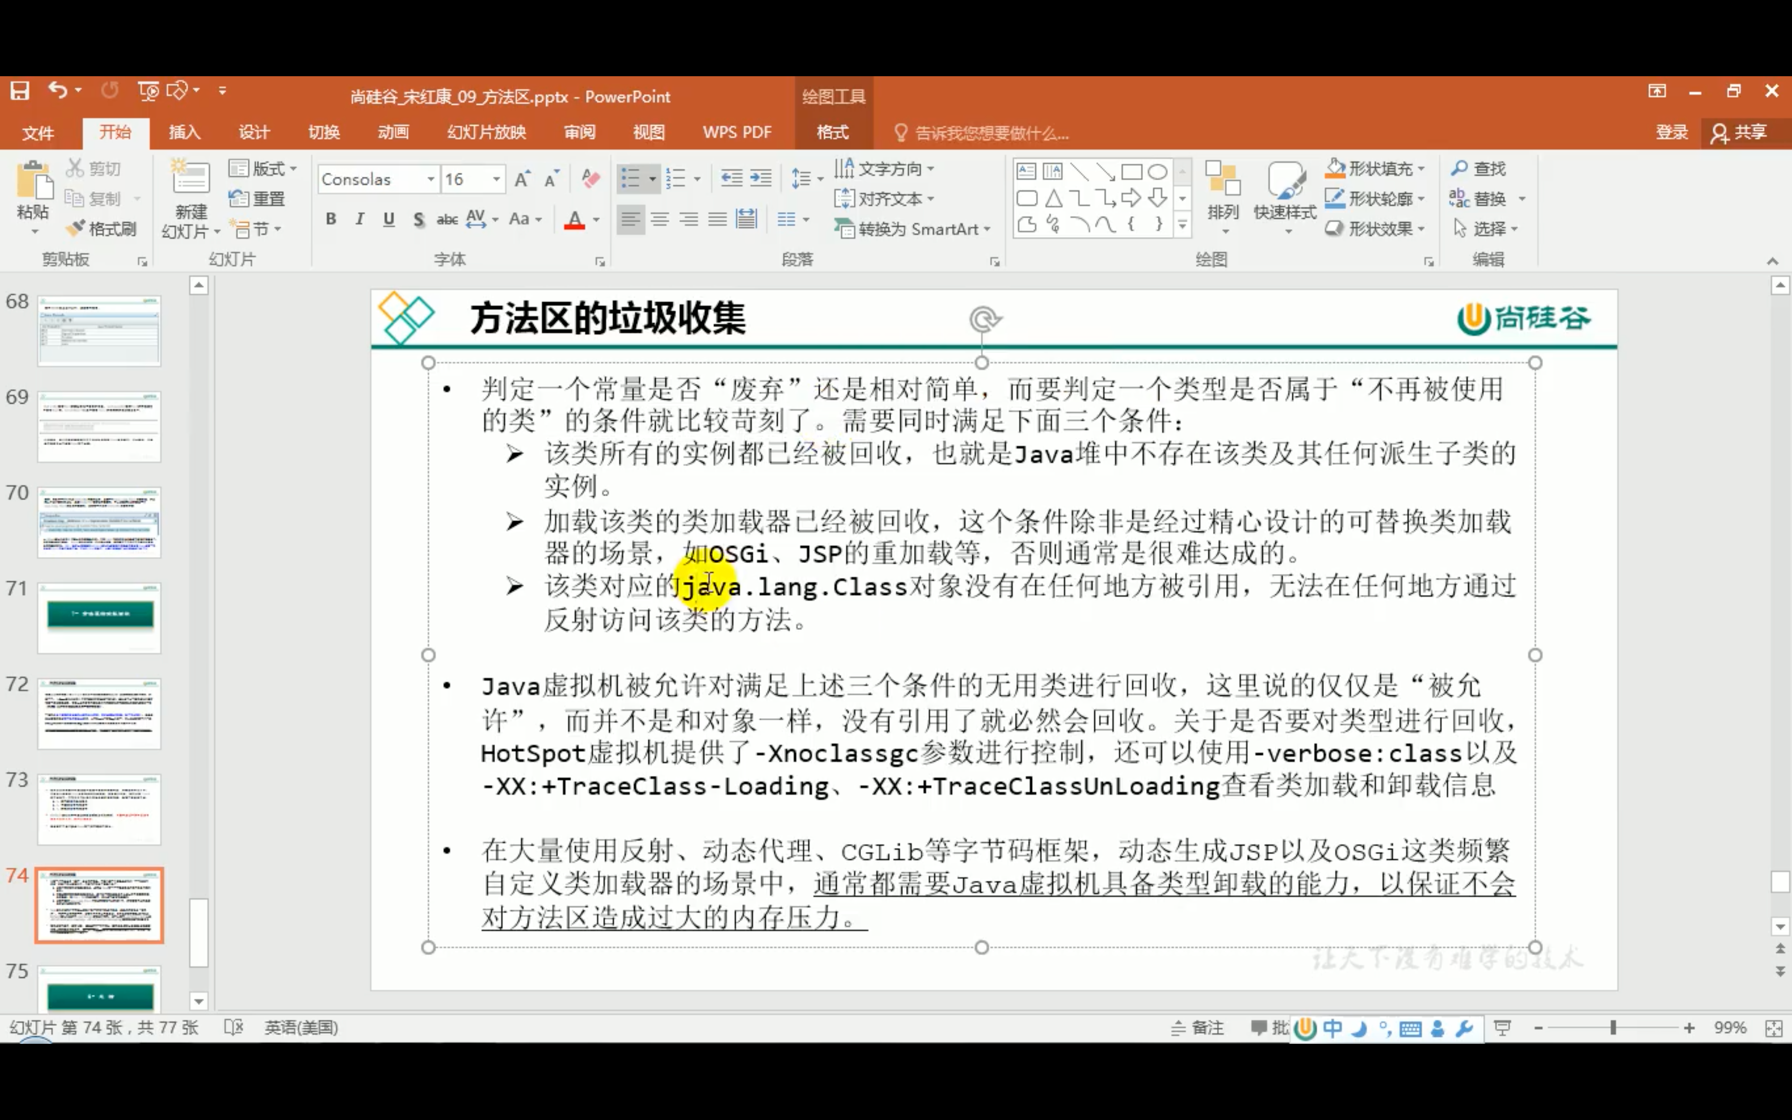 尚硅谷_宋红康_09_方法区.pptx - PowerPoint
绘图工具
文件
开始
插入
设计
切换
动画
幻灯片放映
审阅
视图
WPS PDF
格式
告诉我您想要做什么...
登录
共享
粘贴
剪切
复制
格式刷
剪贴板
新建
幻灯片
版式
重置
节
幻灯片
Consolas
16
B
I
U
S
abc
AV
Aa
A
字体
文字方向
对齐文本
转换为 SmartArt
段落
排列
快速样式
形状填充
形状轮廓
形状效果
绘图
查找
替换
选择
编辑
68
69
70
71
72
73
74
75
方法区的垃圾收集
尚硅谷
• 判定一个常量是否“废弃”还是相对简单，而要判定一个类型是否属于“不再被使用
的类”的条件就比较苛刻了。需要同时满足下面三个条件：
➢ 该类所有的实例都已经被回收，也就是Java堆中不存在该类及其任何派生子类的
实例。
➢ 加载该类的类加载器已经被回收，这个条件除非是经过精心设计的可替换类加载
器的场景，如OSGi、JSP的重加载等，否则通常是很难达成的。
➢ 该类对应的java.lang.Class对象没有在任何地方被引用，无法在任何地方通过
反射访问该类的方法。
• Java虚拟机被允许对满足上述三个条件的无用类进行回收，这里说的仅仅是“被允
许”，而并不是和对象一样，没有引用了就必然会回收。关于是否要对类型进行回收，
HotSpot虚拟机提供了-Xnoclassgc参数进行控制，还可以使用-verbose:class以及
-XX:+TraceClass-Loading、-XX:+TraceClassUnLoading查看类加载和卸载信息
• 在大量使用反射、动态代理、CGLib等字节码框架，动态生成JSP以及OSGi这类频繁
自定义类加载器的场景中，通常都需要Java虚拟机具备类型卸载的能力，以保证不会
对方法区造成过大的内存压力。
让天下没有难学的技术
幻灯片 第 74 张，共 77 张
英语(美国)
备注
批
中
99%